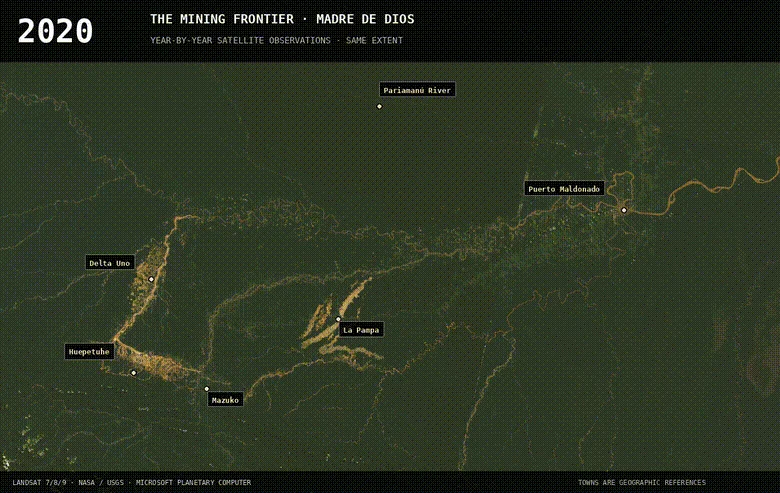 2020
THE MINING FRONTIER · MADRE DE DIOS
YEAR-BY-YEAR SATELLITE OBSERVATIONS · SAME EXTENT
Pariamanú River
Puerto Maldonado
Delta Uno
La Pampa
Huepetuhe
Mazuko
LANDSAT 7/8/9 · NASA / USGS · MICROSOFT PLANETARY COMPUTER
TOWNS ARE GEOGRAPHIC REFERENCES